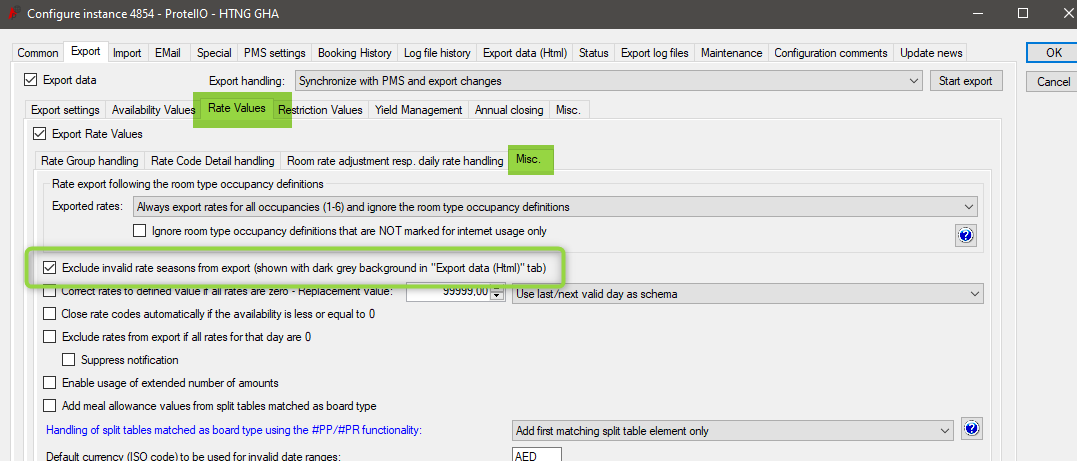 Configure instance 4854 - ProtelIO - HTNG GHA
Common Export Import EMail Special PMS settings Booking History Log file history Export data (Html) Status Export log files Maintenance Configuration comments Update news
OK
Export data Export handling: Synchronize with PMS and export changes Start export
Cancel
Export settings Availability Values Rate Values Restriction Values Yield Management Annual closing Misc.
Export Rate Values
Rate Group handling Rate Code Detail handling Room rate adjustment resp. daily rate handling Misc.
Rate export following the room type occupancy definitions
Exported rates: Always export rates for all occupancies (1-6) and ignore the room type occupancy definitions
Ignore room type occupancy definitions that are NOT marked for internet usage only
Exclude invalid rate seasons from export (shown with dark grey background in "Export data (Html)" tab)
Correct rates to defined value if all rates are zero - Replacement value: 99999,00 Use last/next valid day as schema
Close rate codes automatically if the availability is less or equal to 0
Exclude rates from export if all rates for that day are 0
Suppress notification
Enable usage of extended number of amounts
Add meal allowance values from split tables matched as board type
Handling of split tables matched as board type using the #PP/#PR functionality: Add first matching split table element only
Default currency (ISO code) to be used for invalid date ranges: AED